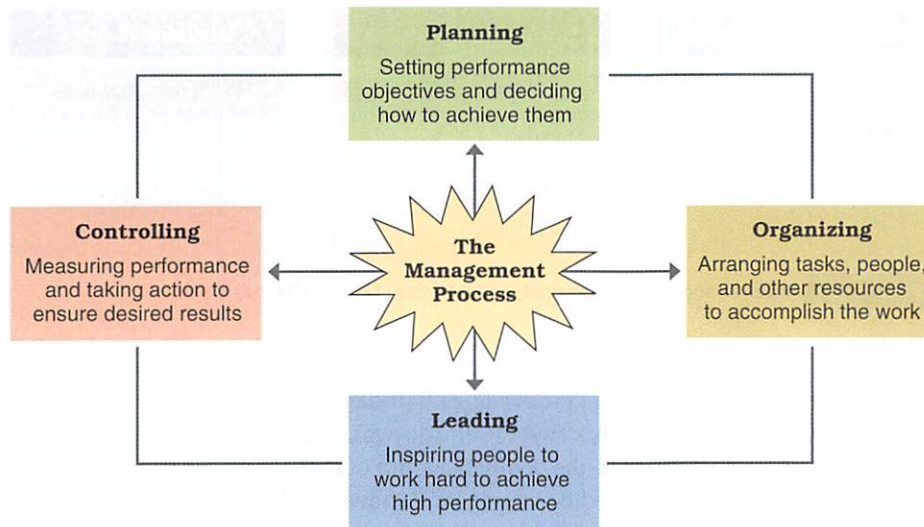 Planning
Setting performance
objectives and deciding
how to achieve them
Controlling
Measuring performance
and taking action to
ensure desired results
The
Management
Process
Organizing
Arranging tasks, people,
and other resources
to accomplish the work
Leading
Inspiring people to
work hard to achieve
high performance